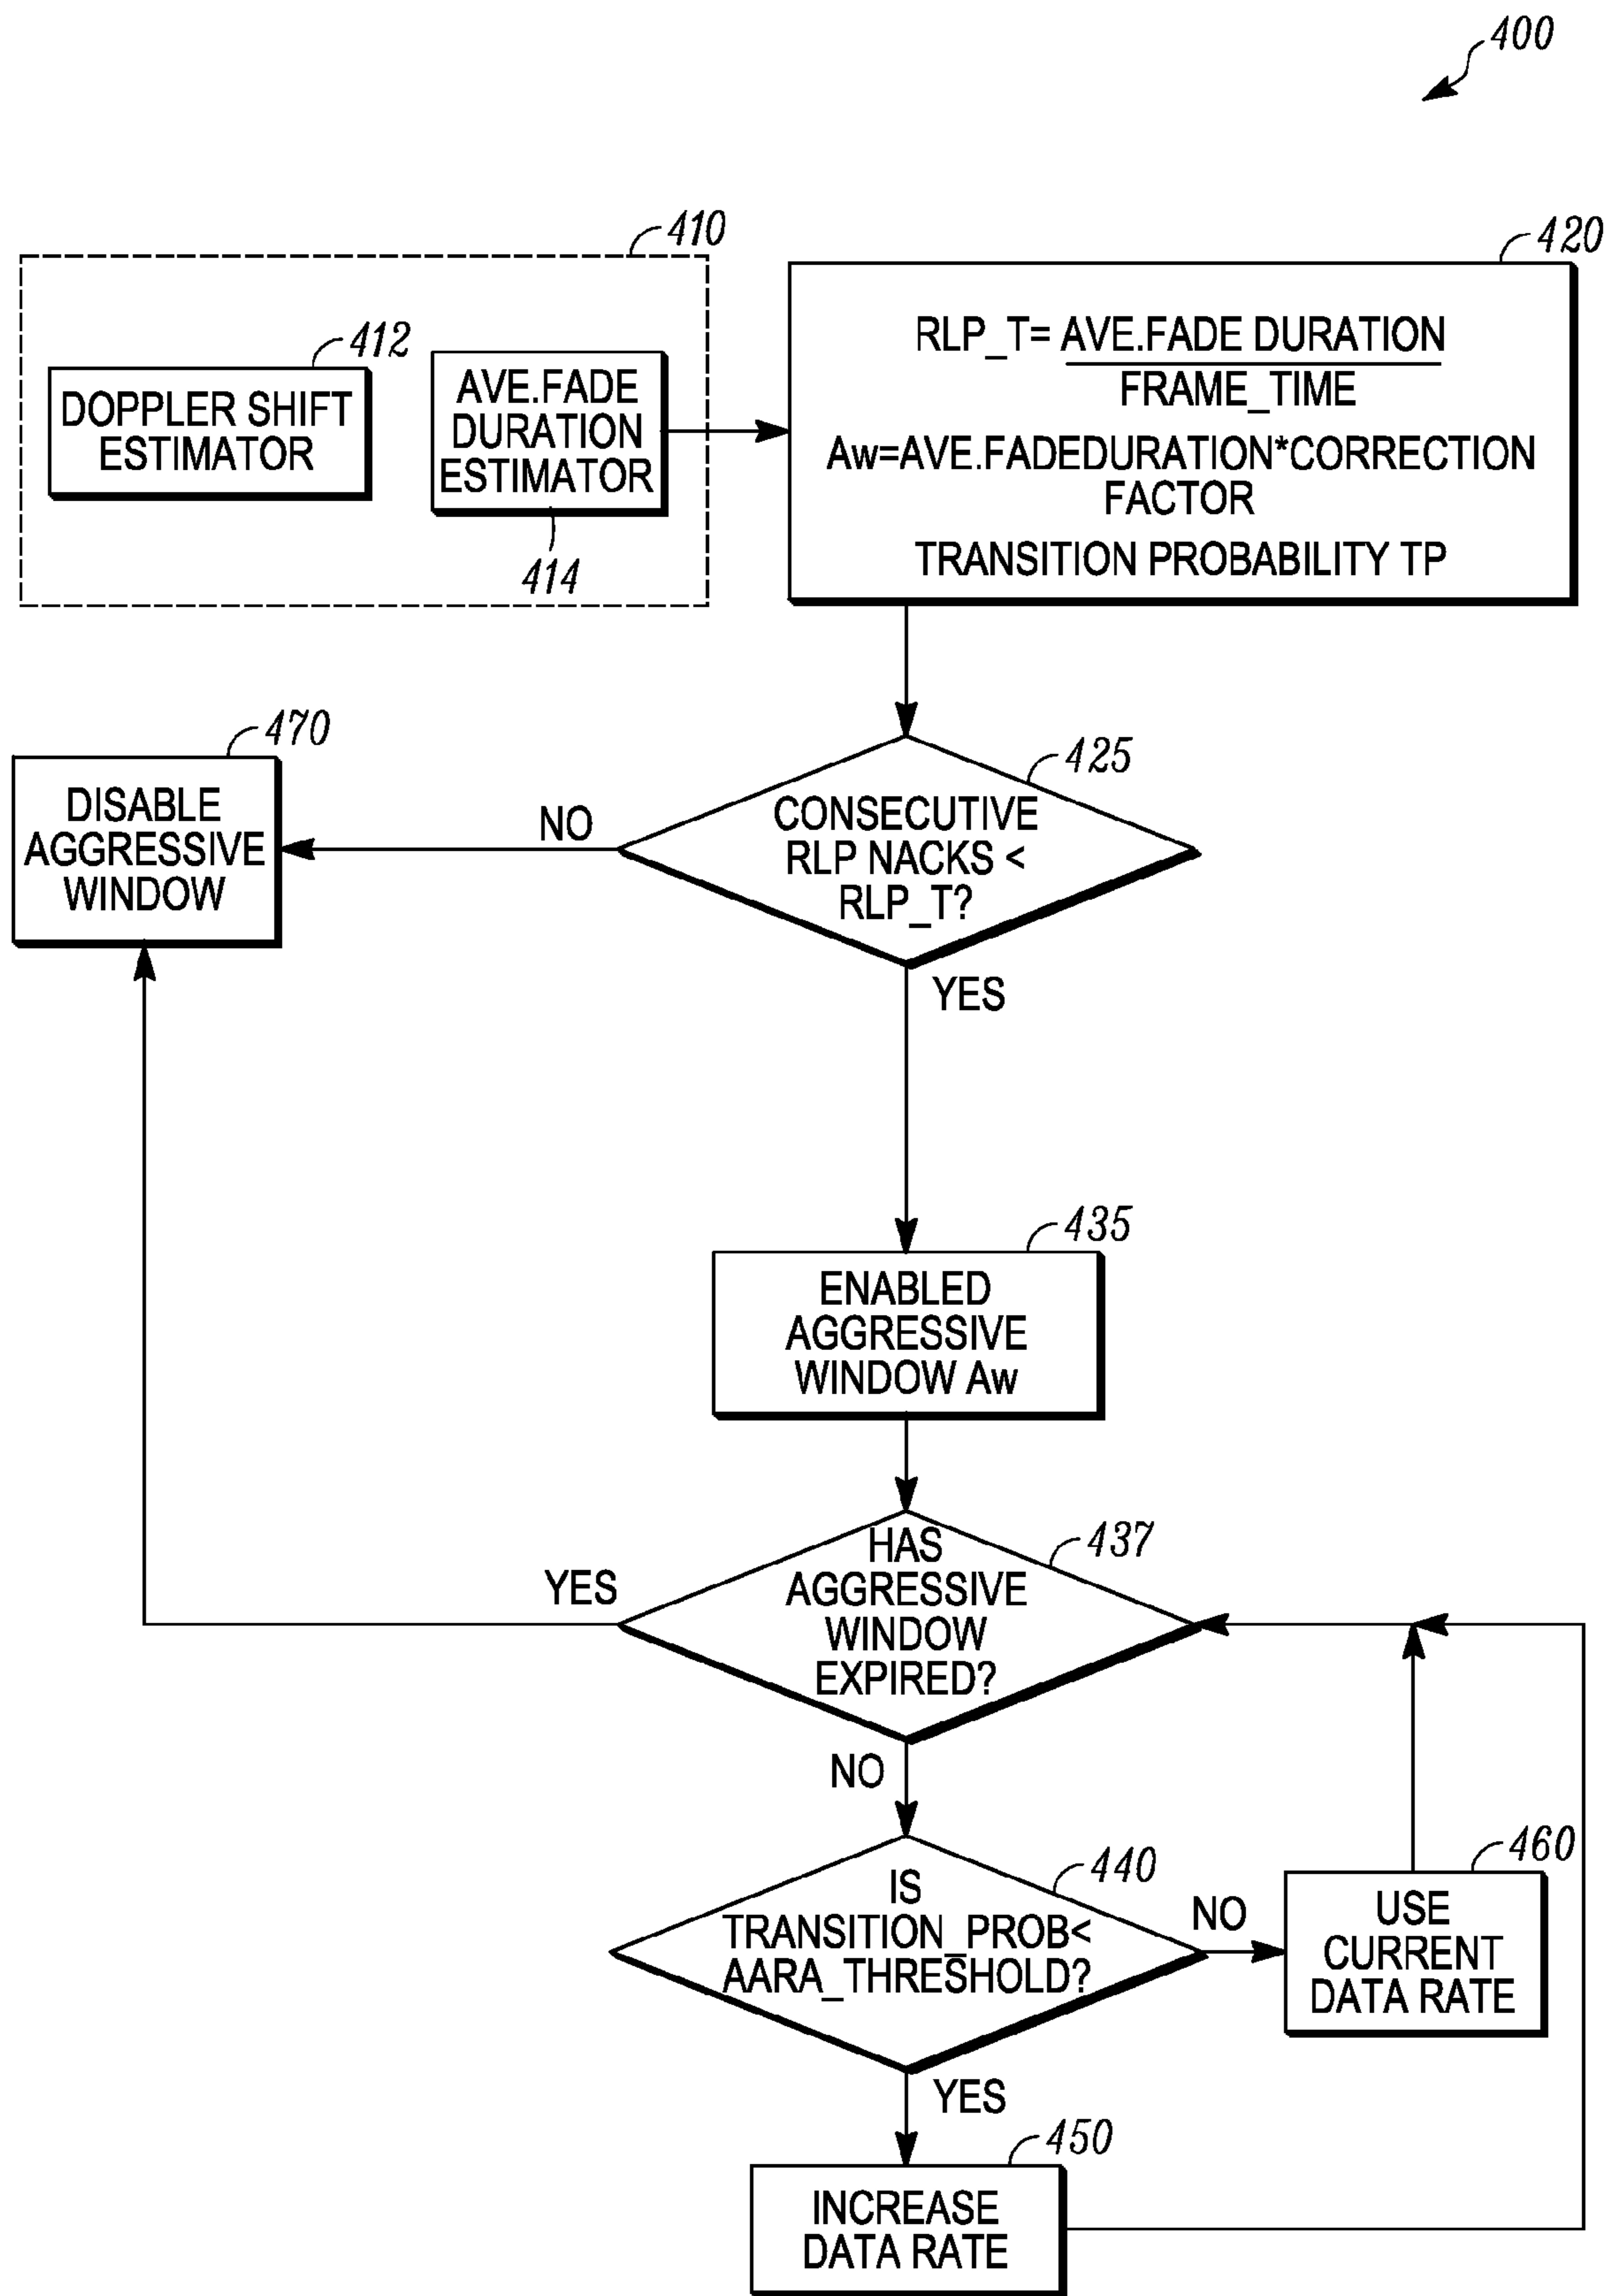 400
410
412
DOPPLER SHIFT
ESTIMATOR
AVE.FADE
DURATION
ESTIMATOR
414
420
RLP_T= AVE.FADE DURATION
FRAME_TIME
Aw=AVE.FADEDURATION*CORRECTION
FACTOR
TRANSITION PROBABILITY TP
425
CONSECUTIVE
RLP NACKS <
RLP_T?
NO
YES
470
DISABLE
AGGRESSIVE
WINDOW
435
ENABLED
AGGRESSIVE
WINDOW Aw
437
HAS
AGGRESSIVE
WINDOW
EXPIRED?
YES
NO
440
IS
TRANSITION_PROB<
AARA_THRESHOLD?
NO
YES
460
USE
CURRENT
DATA RATE
450
INCREASE
DATA RATE